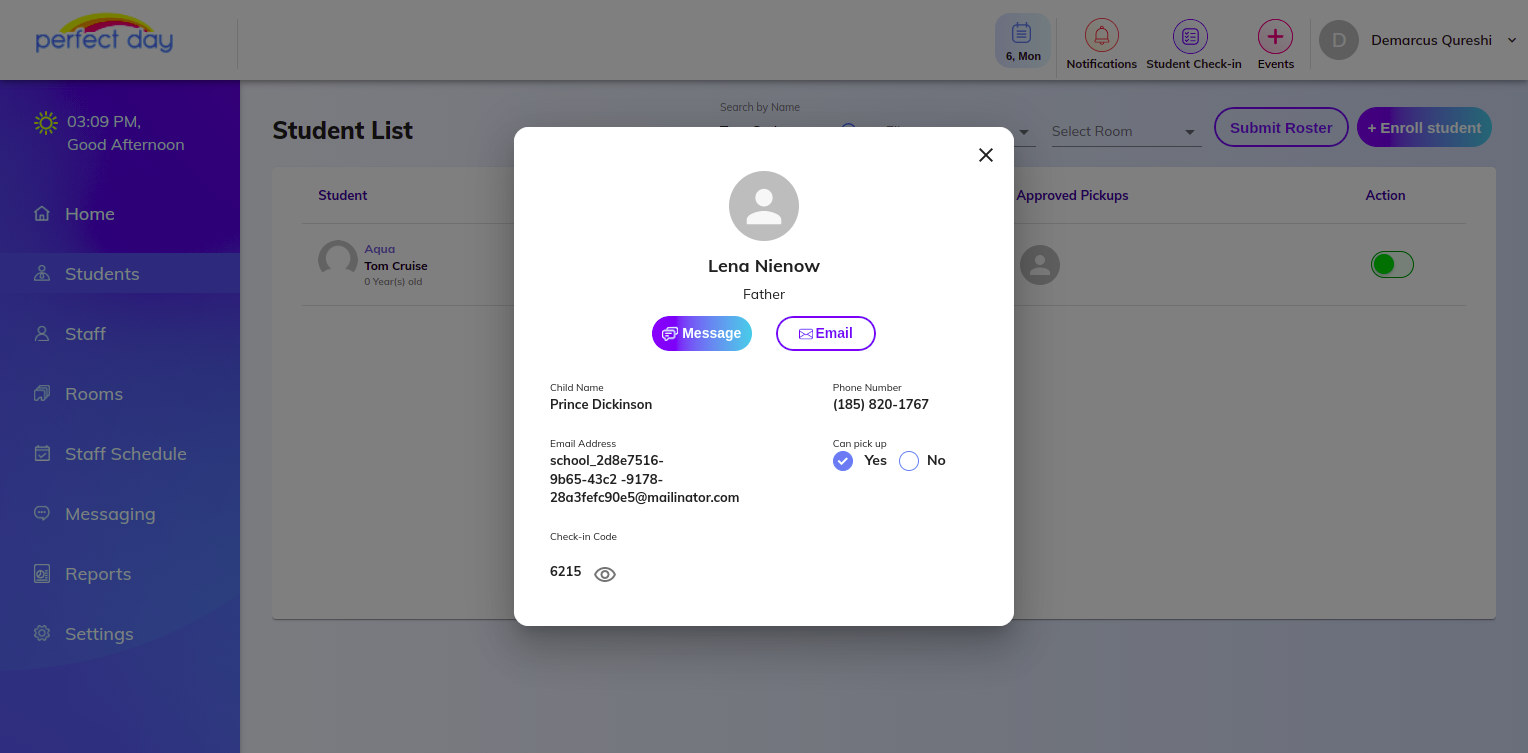 perfect day
6, Mon
Notifications
Student Check-in
Events
D
Demarcus Qureshi
03:09 PM,
Good Afternoon
Home
Students
Staff
Rooms
Staff Schedule
Messaging
Reports
Settings
Student List
Search by Name
Select Room
Submit Roster
+ Enroll student
Student
Approved Pickups
Action
Aqua
Tom Cruise
0 Year(s) old
Lena Nienow
Father
Message
Email
Child Name
Prince Dickinson
Phone Number
(185) 820-1767
Email Address
school_2d8e7516-
9b65-43c2 -9178-
28a3fefc90e5@mailinator.com
Can pick up
Yes
No
Check-in Code
6215